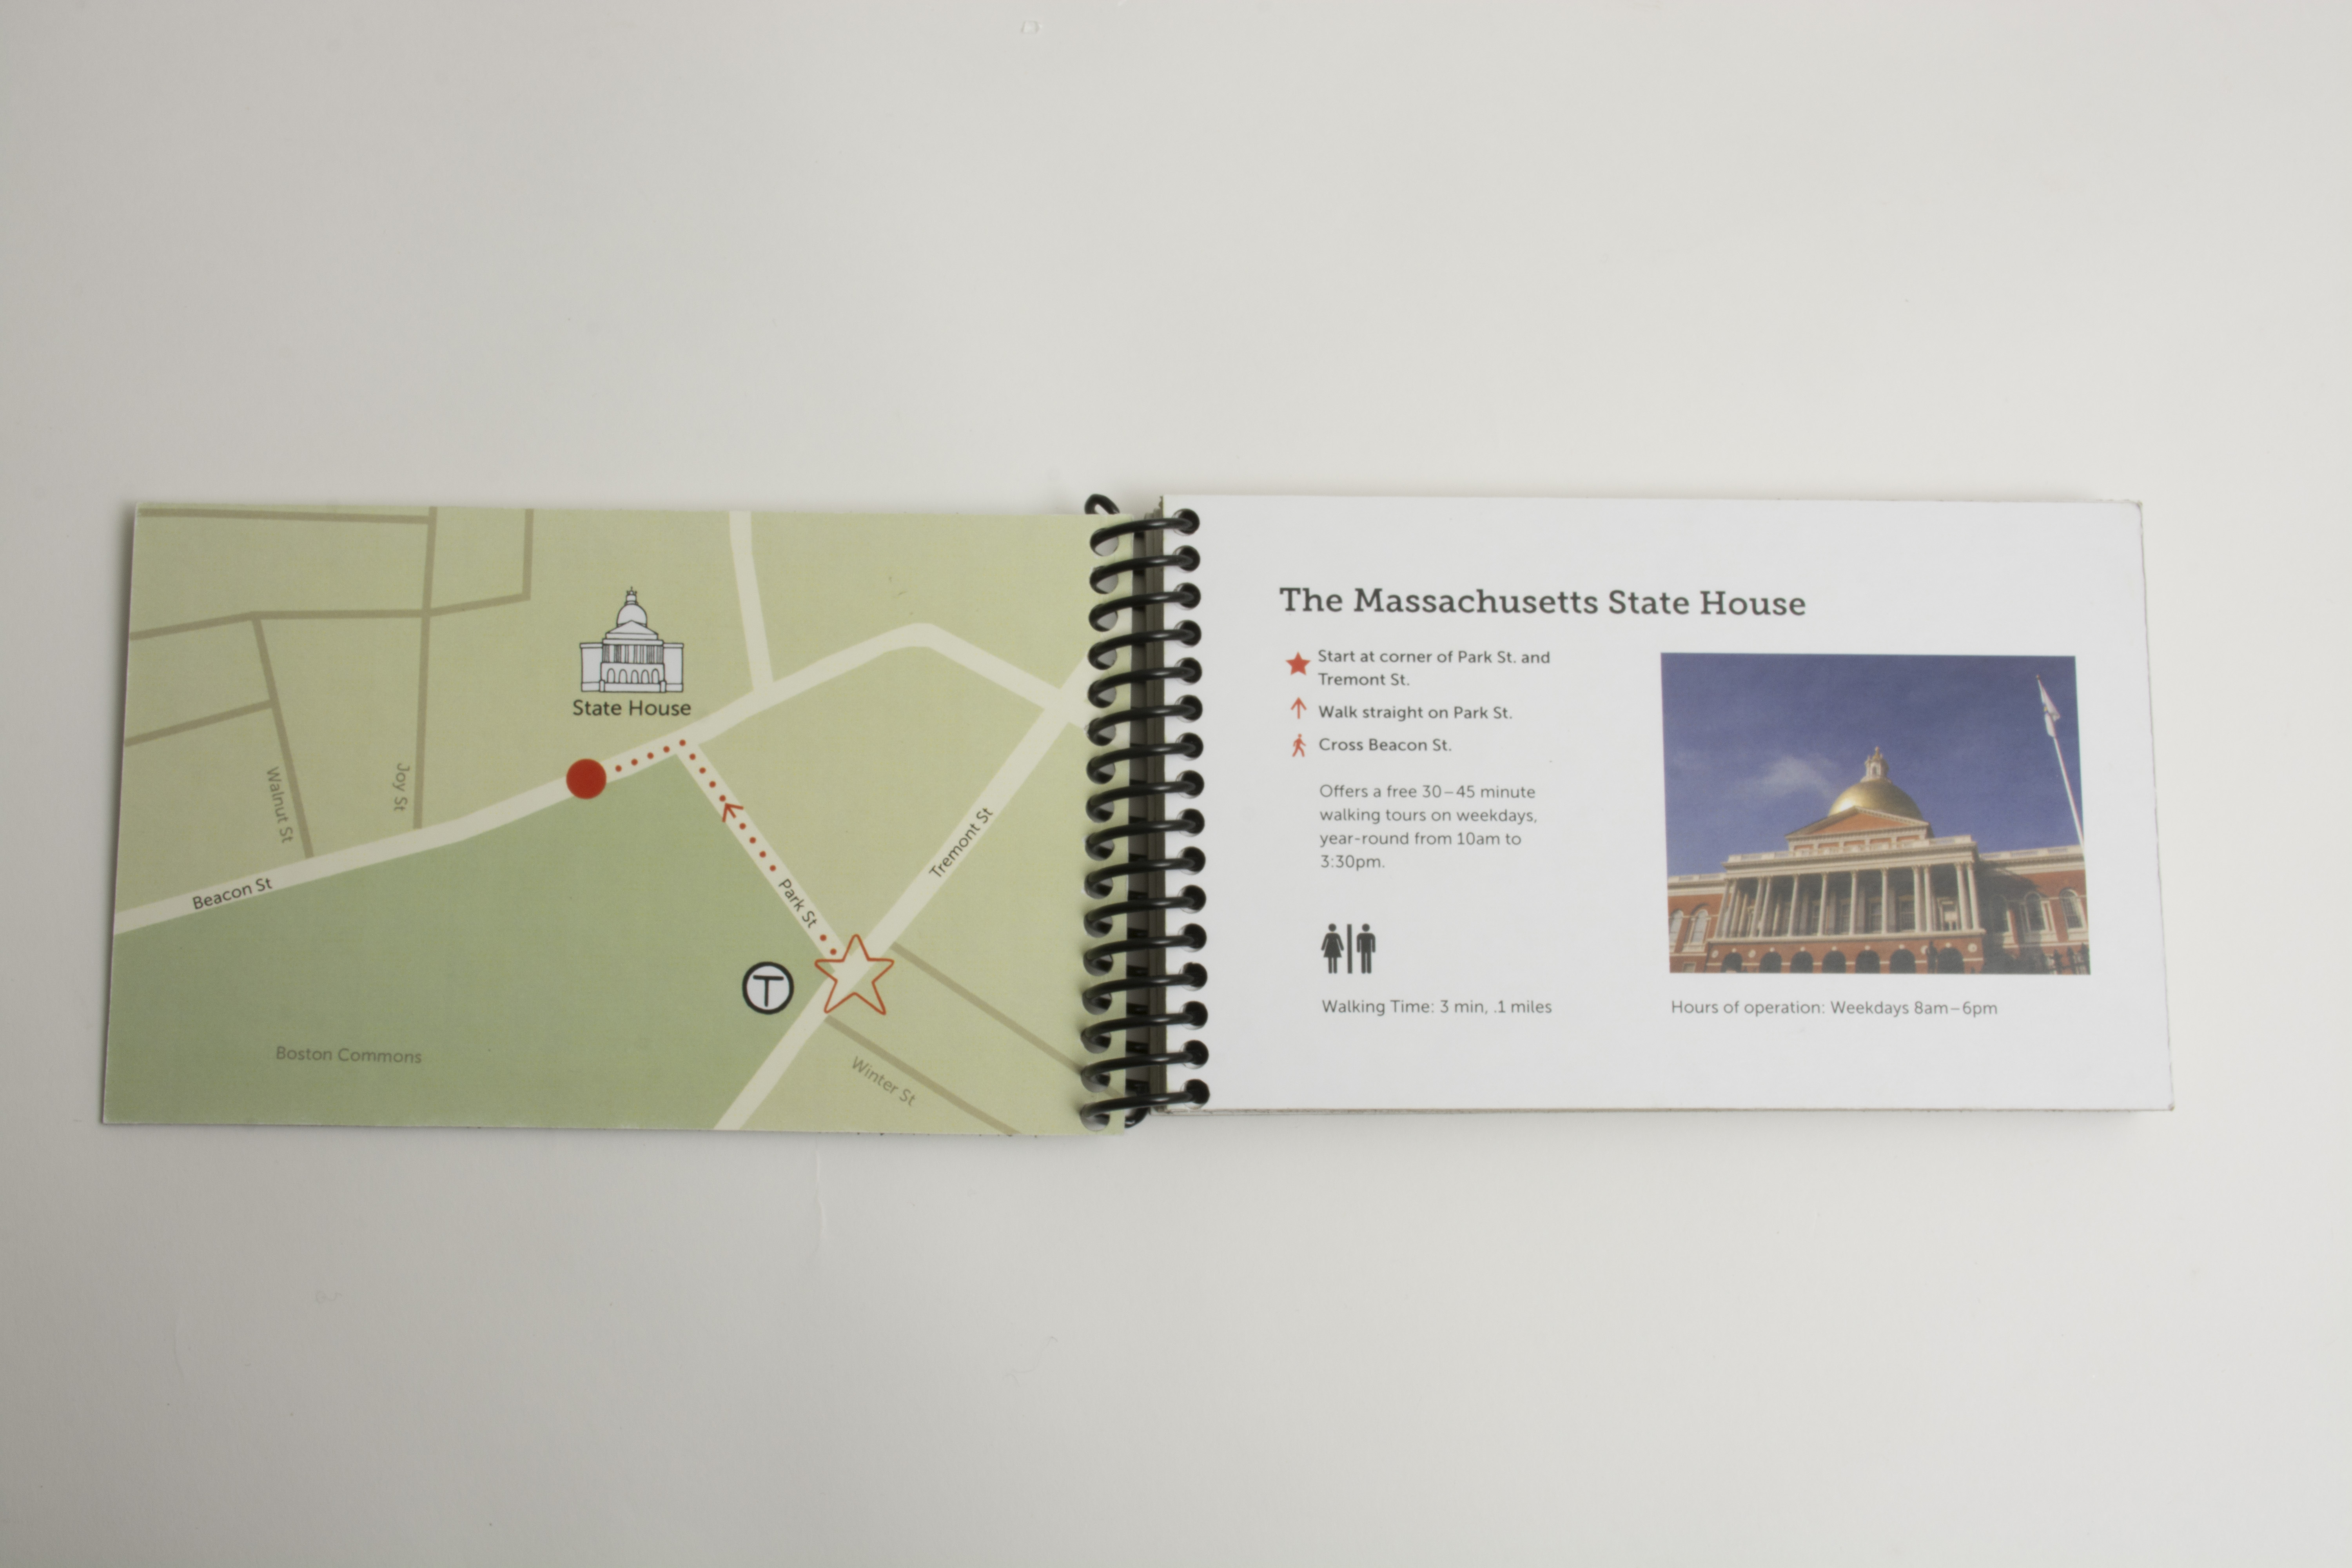 State House
Walnut St
Joy St
Beacon St
Tremont St
Park St
T
Boston Commons
Winter St
The Massachusetts State House
Start at corner of Park St. and
Tremont St.
Walk straight on Park St.
Cross Beacon St.
Offers a free 30–45 minute
walking tours on weekdays,
year-round from 10am to
3:30pm.
Walking Time: 3 min, .1 miles
Hours of operation: Weekdays 8am–6pm